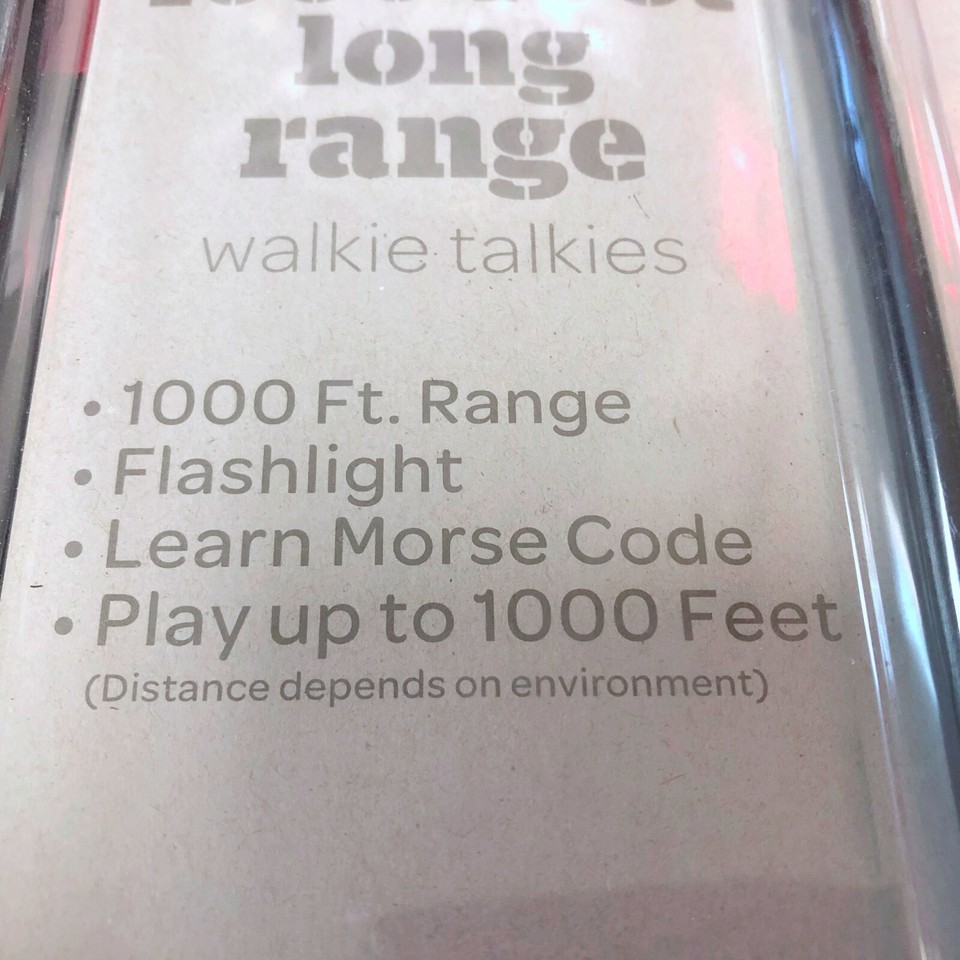 long
range
walkie talkies
• 1000 Ft. Range
• Flashlight
• Learn Morse Code
• Play up to 1000 Feet
(Distance depends on environment)